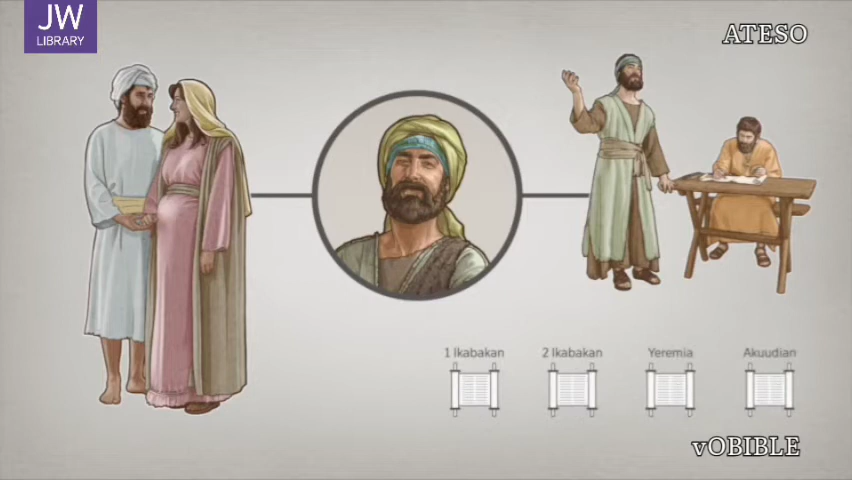 JW
LIBRARY
ATESO
1 Ikabakan
2 Ikabakan
Yeremia
Akuudian
vOBIBLE